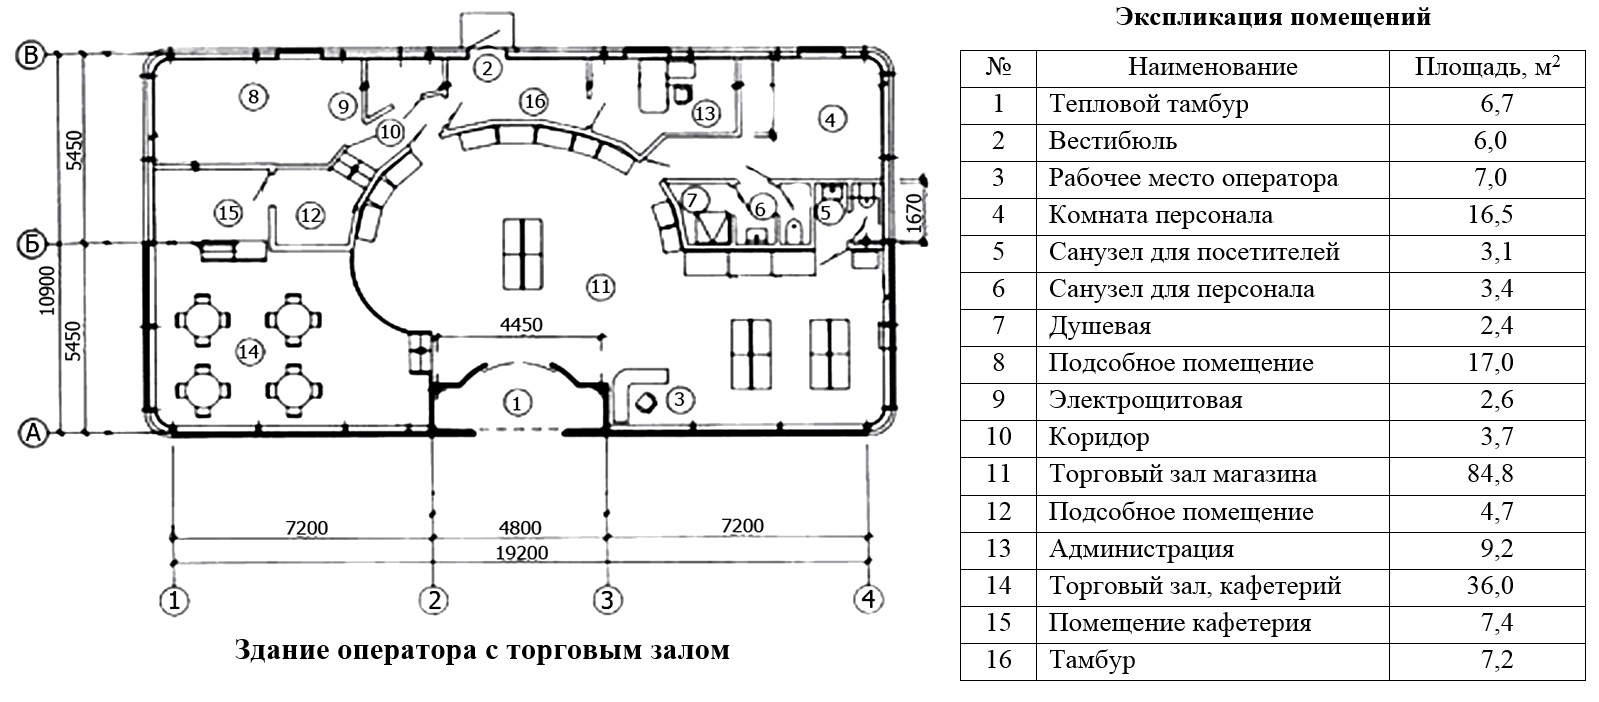 Экспликация помещений
№ Наименование Площадь, м2
1 Тепловой тамбур 6,7
2 Вестибюль 6,0
3 Рабочее место оператора 7,0
4 Комната персонала 16,5
5 Санузел для посетителей 3,1
6 Санузел для персонала 3,4
7 Душевая 2,4
8 Подсобное помещение 17,0
9 Электрощитовая 2,6
10 Коридор 3,7
11 Торговый зал магазина 84,8
12 Подсобное помещение 4,7
13 Администрация 9,2
14 Торговый зал, кафетерий 36,0
15 Помещение кафетерия 7,4
16 Тамбур 7,2
В
2
8
9
16
13
10
4
5450
7
6
5
15
12
1670
Б
10900
11
5450
4450
14
1
3
А
7200 4800 7200
19200
1 2 3 4
Здание оператора с торговым залом